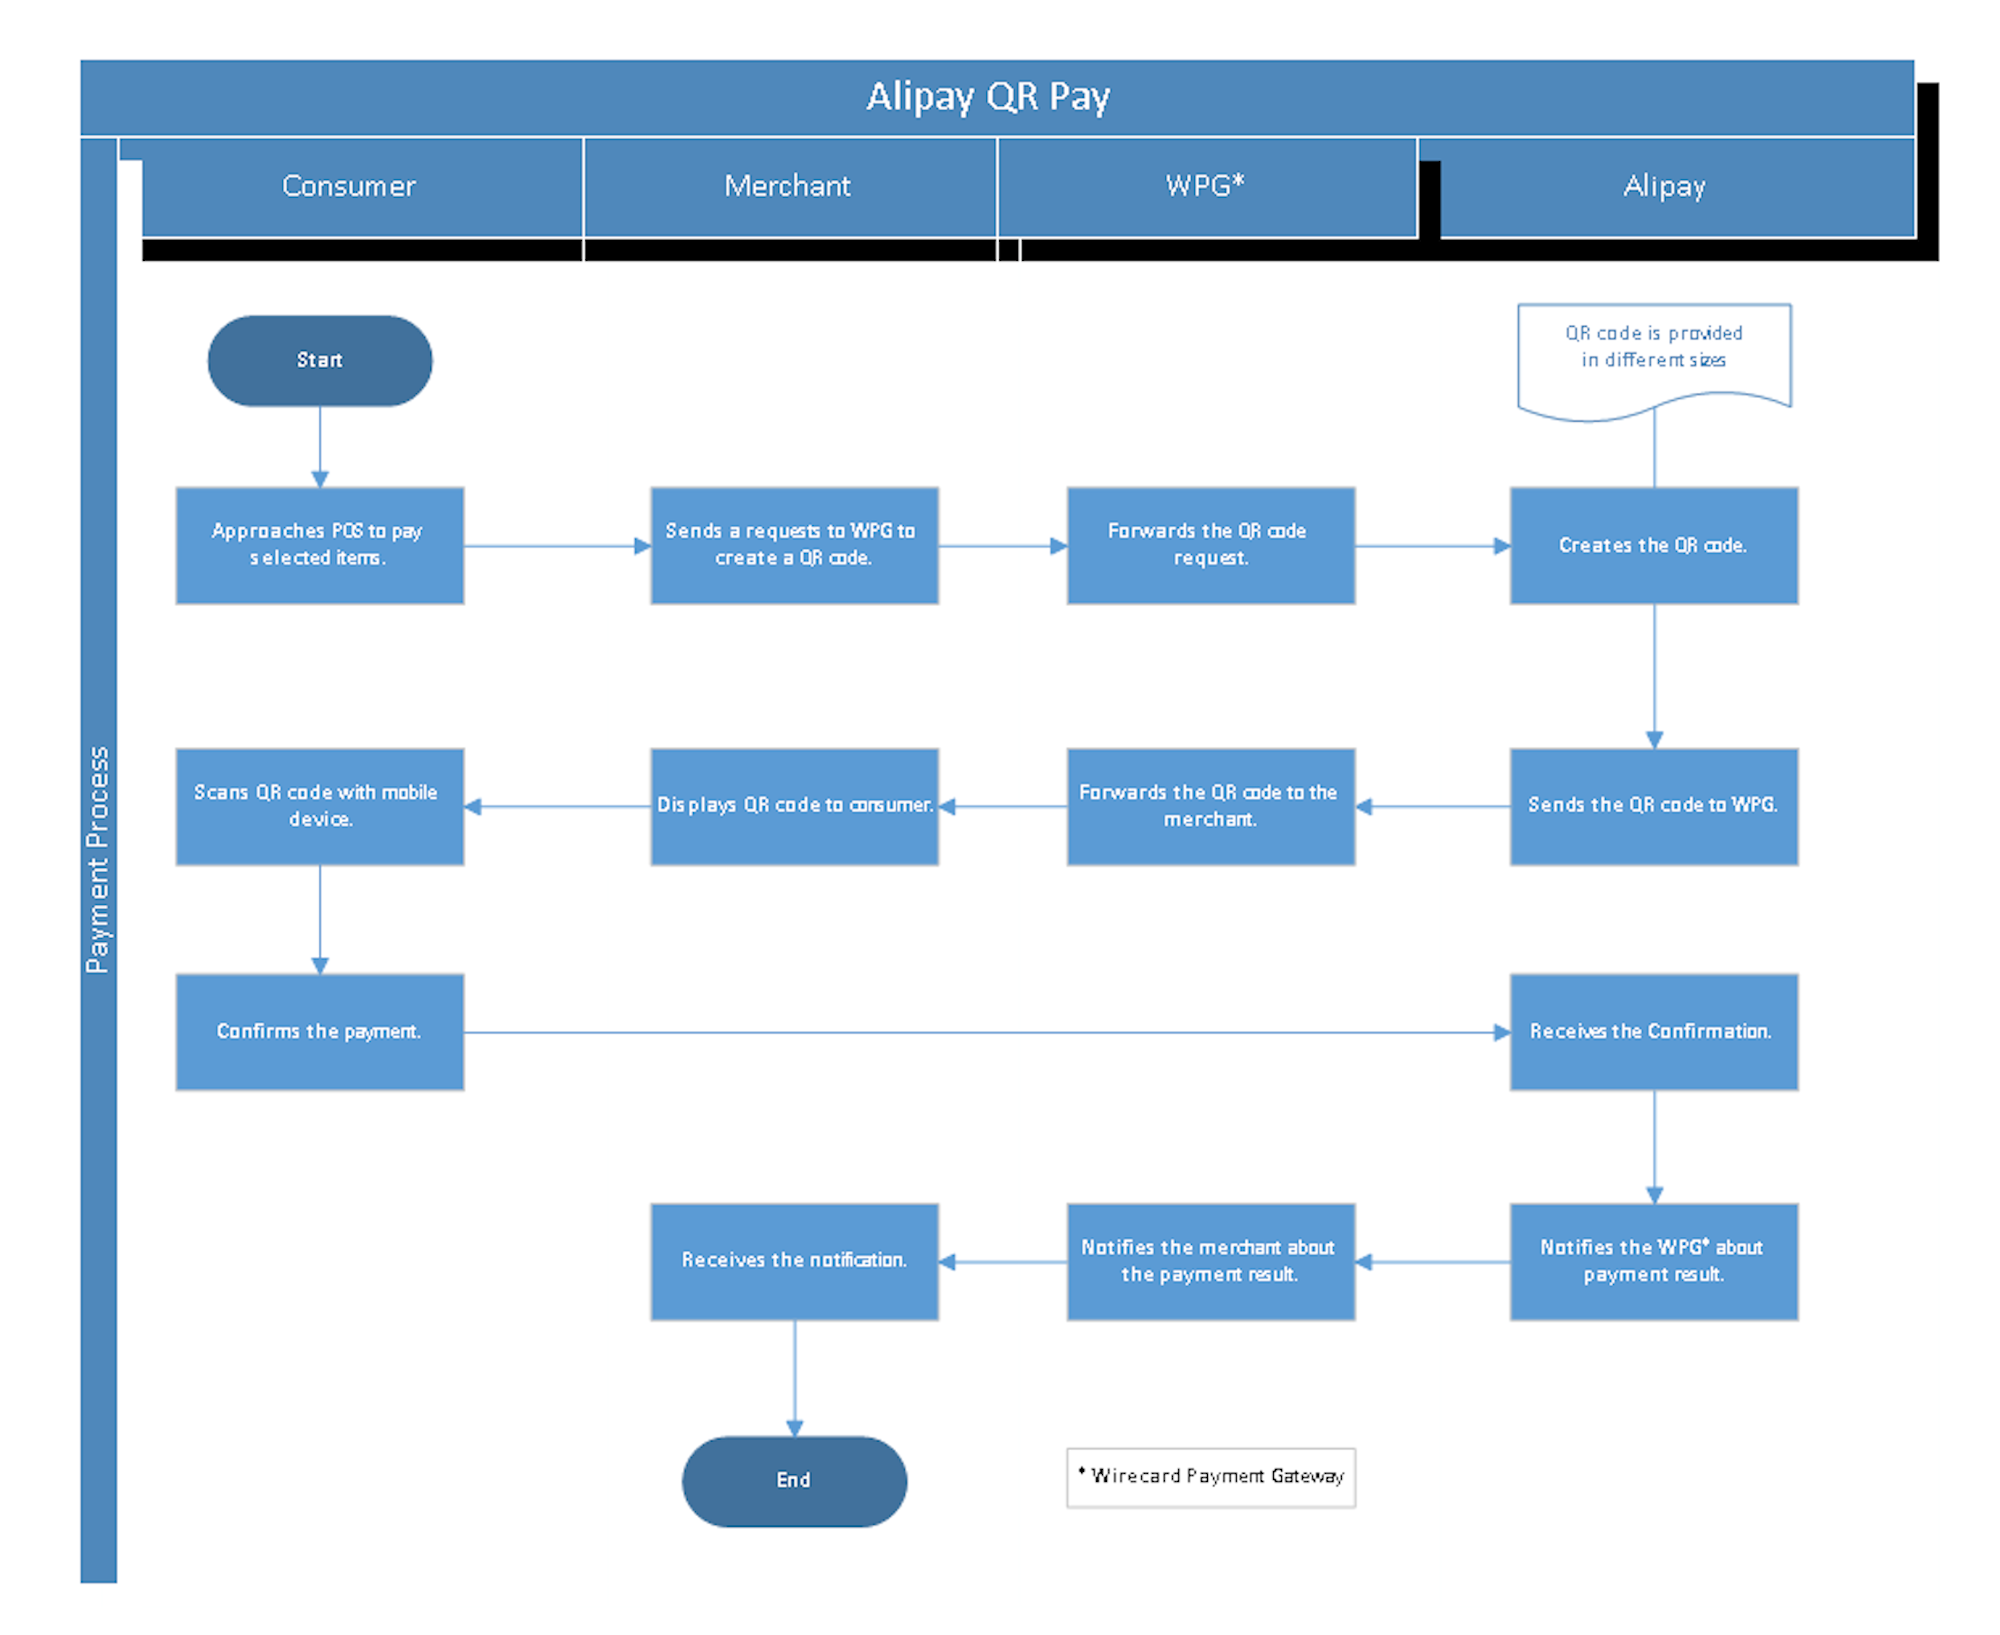 Alipay QR Pay
Consumer
Merchant
WPG*
Alipay
Payment Process
Start
QR code is provided
in different sizes
Approaches POS to pay
selected items.
Sends a requests to WPG to
create a QR code.
Forwards the QR code
request.
Creates the QR code.
Scans QR code with mobile
device.
Displays QR code to consumer.
Forwards the QR code to the
merchant.
Sends the QR code to WPG.
Confirms the payment.
Receives the Confirmation.
Receives the notification.
Notifies the merchant about
the payment result.
Notifies the WPG* about
payment result.
End
* Wirecard Payment Gateway